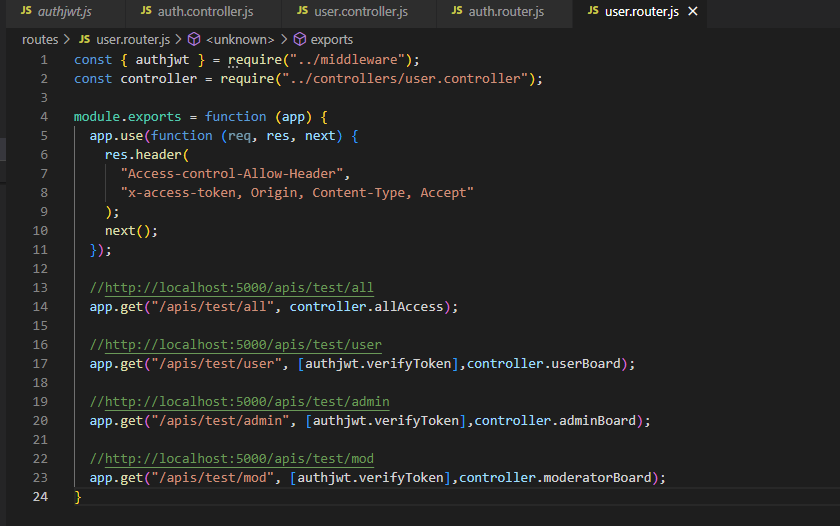 JS authjwt.js JS auth.controller.js JS user.controller.js JS auth.router.js JS user.router.js ×
routes > JS user.router.js > <unknown> > exports
1 const { authjwt } = require("../middleware");
2 const controller = require("../controllers/user.controller");
3
4 module.exports = function (app) {
5 app.use(function (req, res, next) {
6 res.header(
7 "Access-control-Allow-Header",
8 "x-access-token, Origin, Content-Type, Accept"
9 );
10 next();
11 });
12
13 //http://localhost:5000/apis/test/all
14 app.get("/apis/test/all", controller.allAccess);
15
16 //http://localhost:5000/apis/test/user
17 app.get("/apis/test/user", [authjwt.verifyToken],controller.userBoard);
18
19 //http://localhost:5000/apis/test/admin
20 app.get("/apis/test/admin", [authjwt.verifyToken],controller.adminBoard);
21
22 //http://localhost:5000/apis/test/mod
23 app.get("/apis/test/mod", [authjwt.verifyToken],controller.moderatorBoard);
24 }